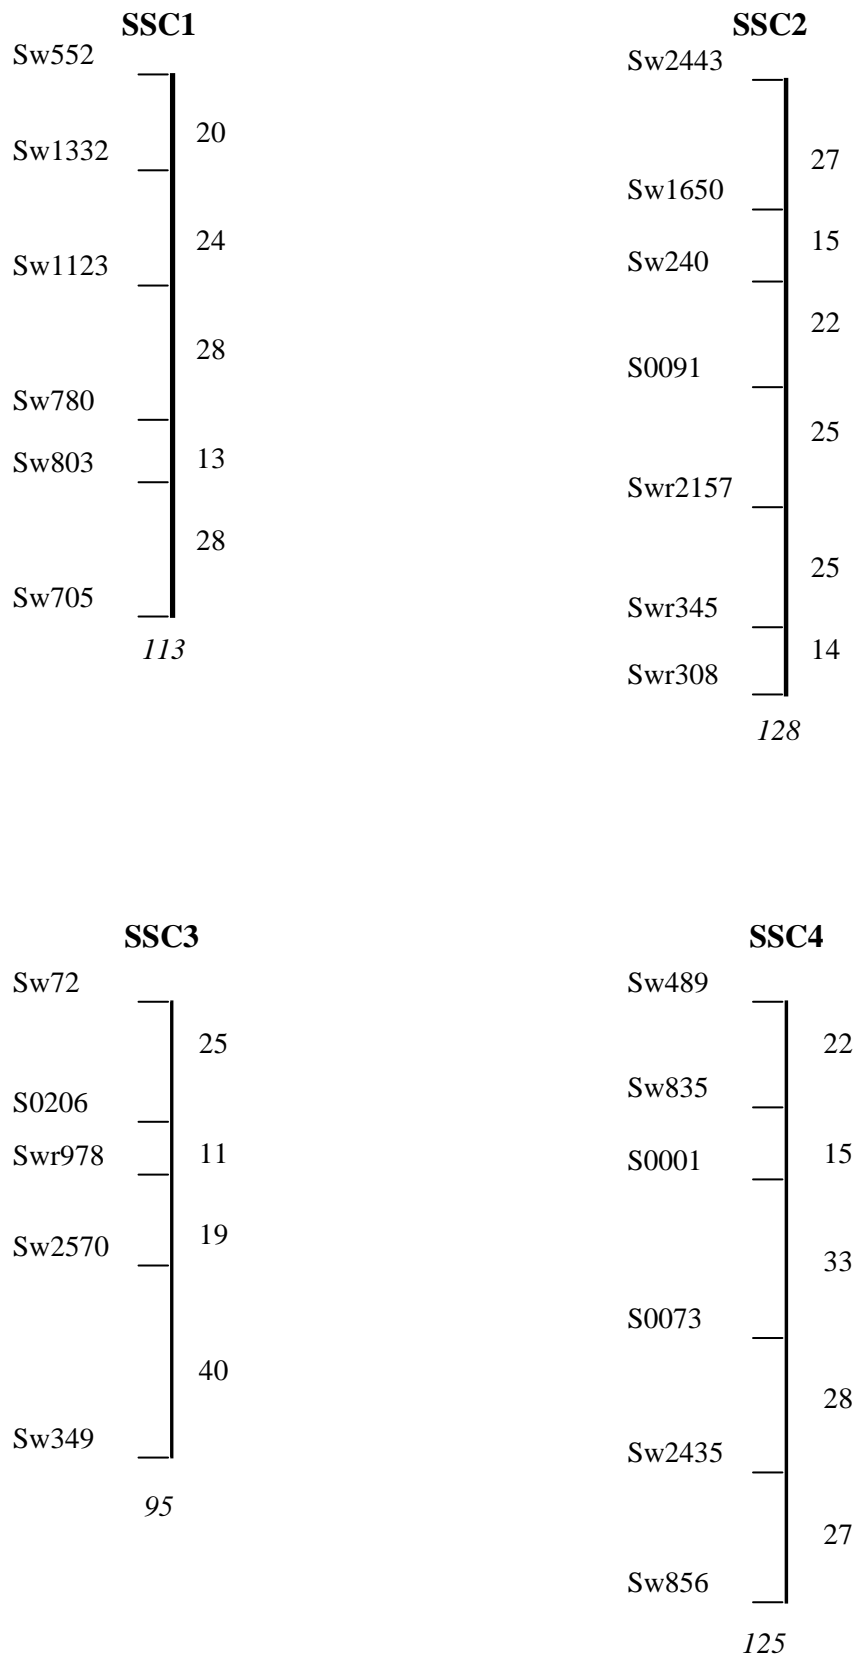 SSC1
Sw552
20
Sw1332
24
Sw1123
28
Sw780
13
Sw803
28
Sw705
113
SSC2
Sw2443
27
Sw1650
15
Sw240
22
S0091
25
Swr2157
25
Swr345
14
Swr308
128
SSC3
Sw72
25
S0206
11
Swr978
19
Sw2570
40
Sw349
95
SSC4
Sw489
22
Sw835
15
S0001
33
S0073
28
Sw2435
27
Sw856
125